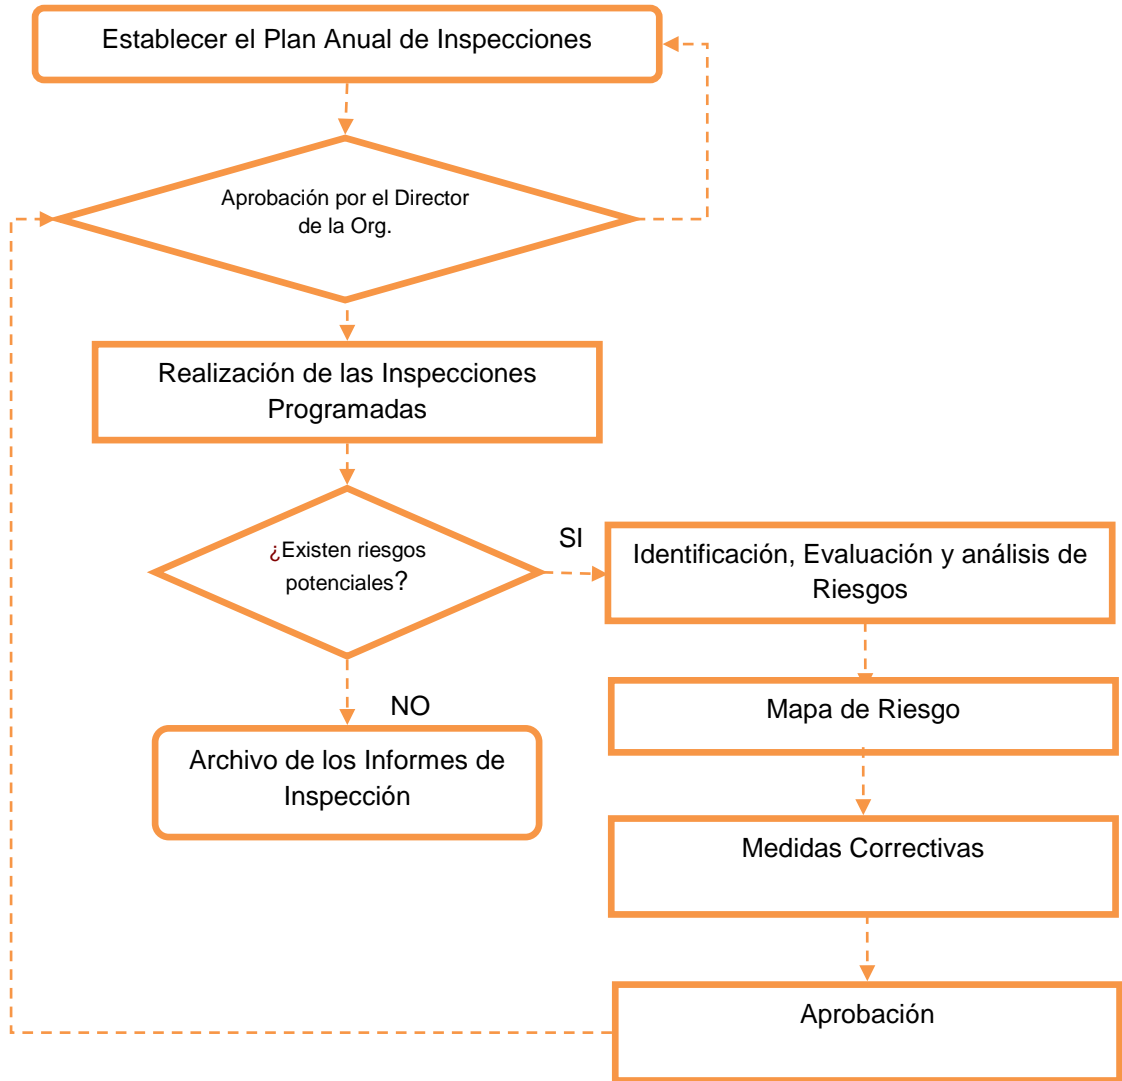 Establecer el Plan Anual de Inspecciones
Aprobación por el Director
de la Org.
Realización de las Inspecciones
Programadas
¿Existen riesgos
potenciales?
SI
Identificación, Evaluación y análisis de
Riesgos
Mapa de Riesgo
NO
Archivo de los Informes de
Inspección
Medidas Correctivas
Aprobación